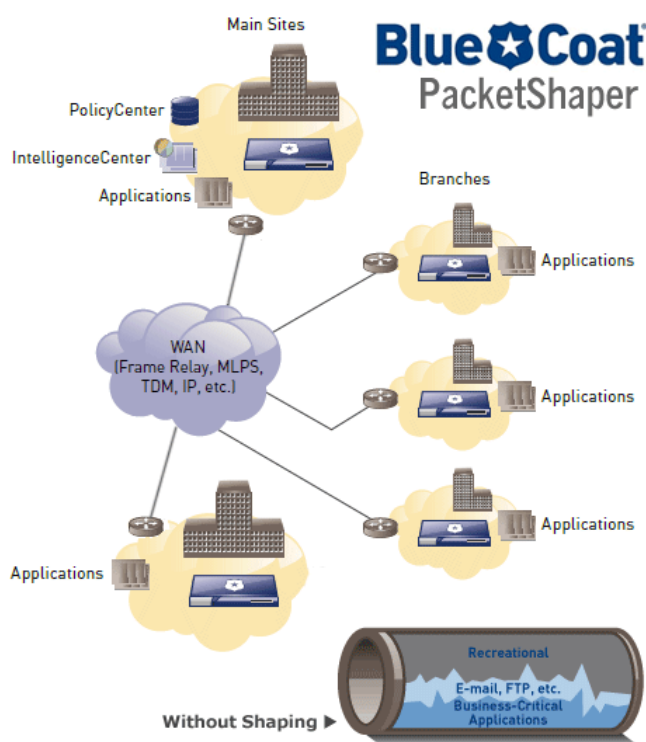 Main Sites
Blue Coat
PacketShaper
PolicyCenter
IntelligenceCenter
Applications
Branches
Applications
WAN
(Frame Relay, MLPS,
TDM, IP, etc.)
Applications
Applications
Applications
Recreational
E-mail, FTP, etc.
Business-Critical
Applications
Without Shaping